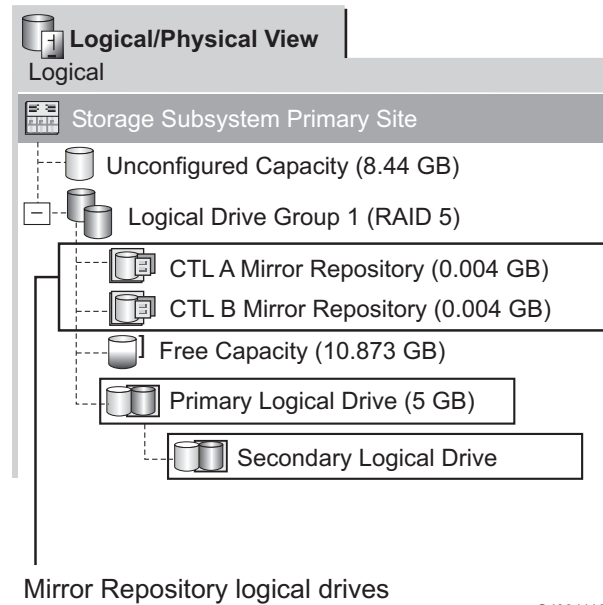 Logical/Physical View
Logical
Storage Subsystem Primary Site
Unconfigured Capacity (8.44 GB)
Logical Drive Group 1 (RAID 5)
CTL A Mirror Repository (0.004 GB)
CTL B Mirror Repository (0.004 GB)
Free Capacity (10.873 GB)
Primary Logical Drive (5 GB)
Secondary Logical Drive
Mirror Repository logical drives